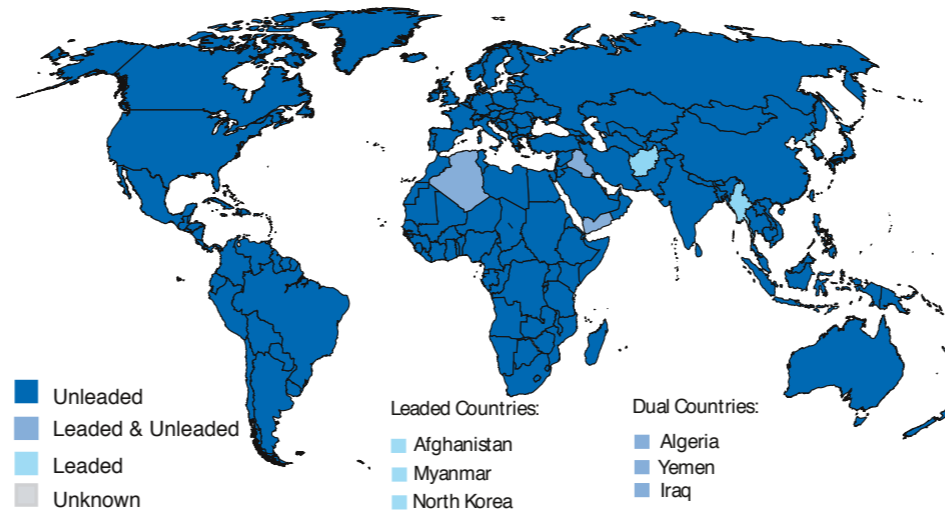 Unleaded
Leaded & Unleaded
Leaded
Unknown
Leaded Countries:
Afghanistan
Myanmar
North Korea
Dual Countries:
Algeria
Yemen
Iraq